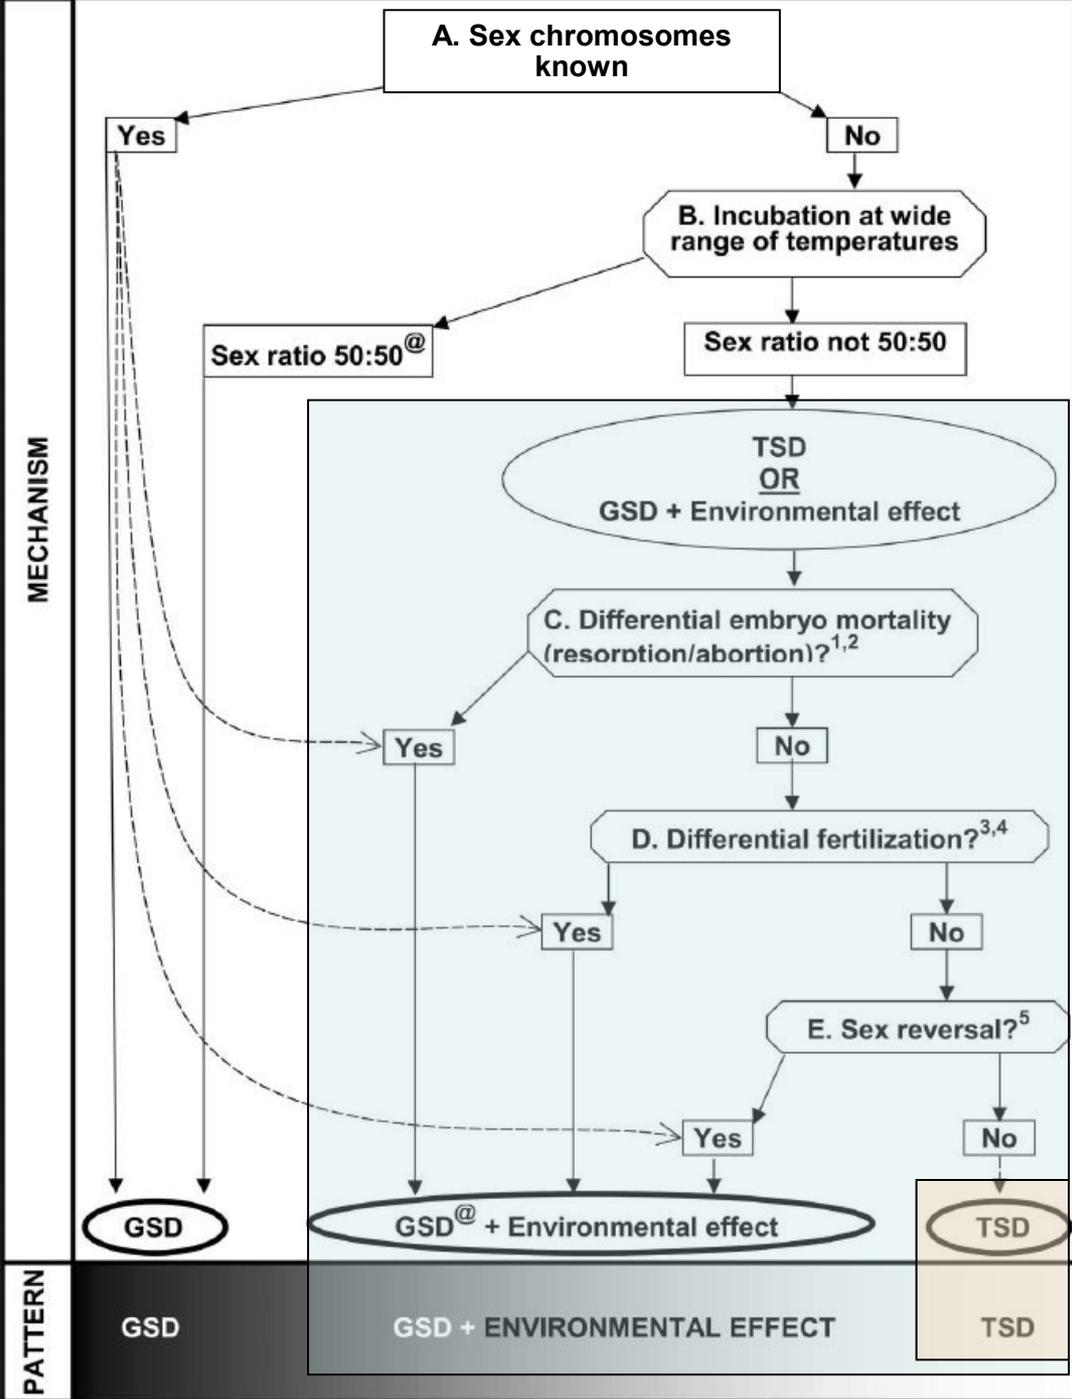 A. Sex chromosomes
known
Yes
No
B. Incubation at wide
range of temperatures
Sex ratio 50:50@
Sex ratio not 50:50
TSD
OR
GSD + Environmental effect
C. Differential embryo mortality
(resorption/abortion)?1,2
Yes
No
D. Differential fertilization?3,4
Yes
No
E. Sex reversal?5
Yes
No
GSD
GSD@ + Environmental effect
TSD
MECHANISM
PATTERN
GSD
GSD + ENVIRONMENTAL EFFECT
TSD